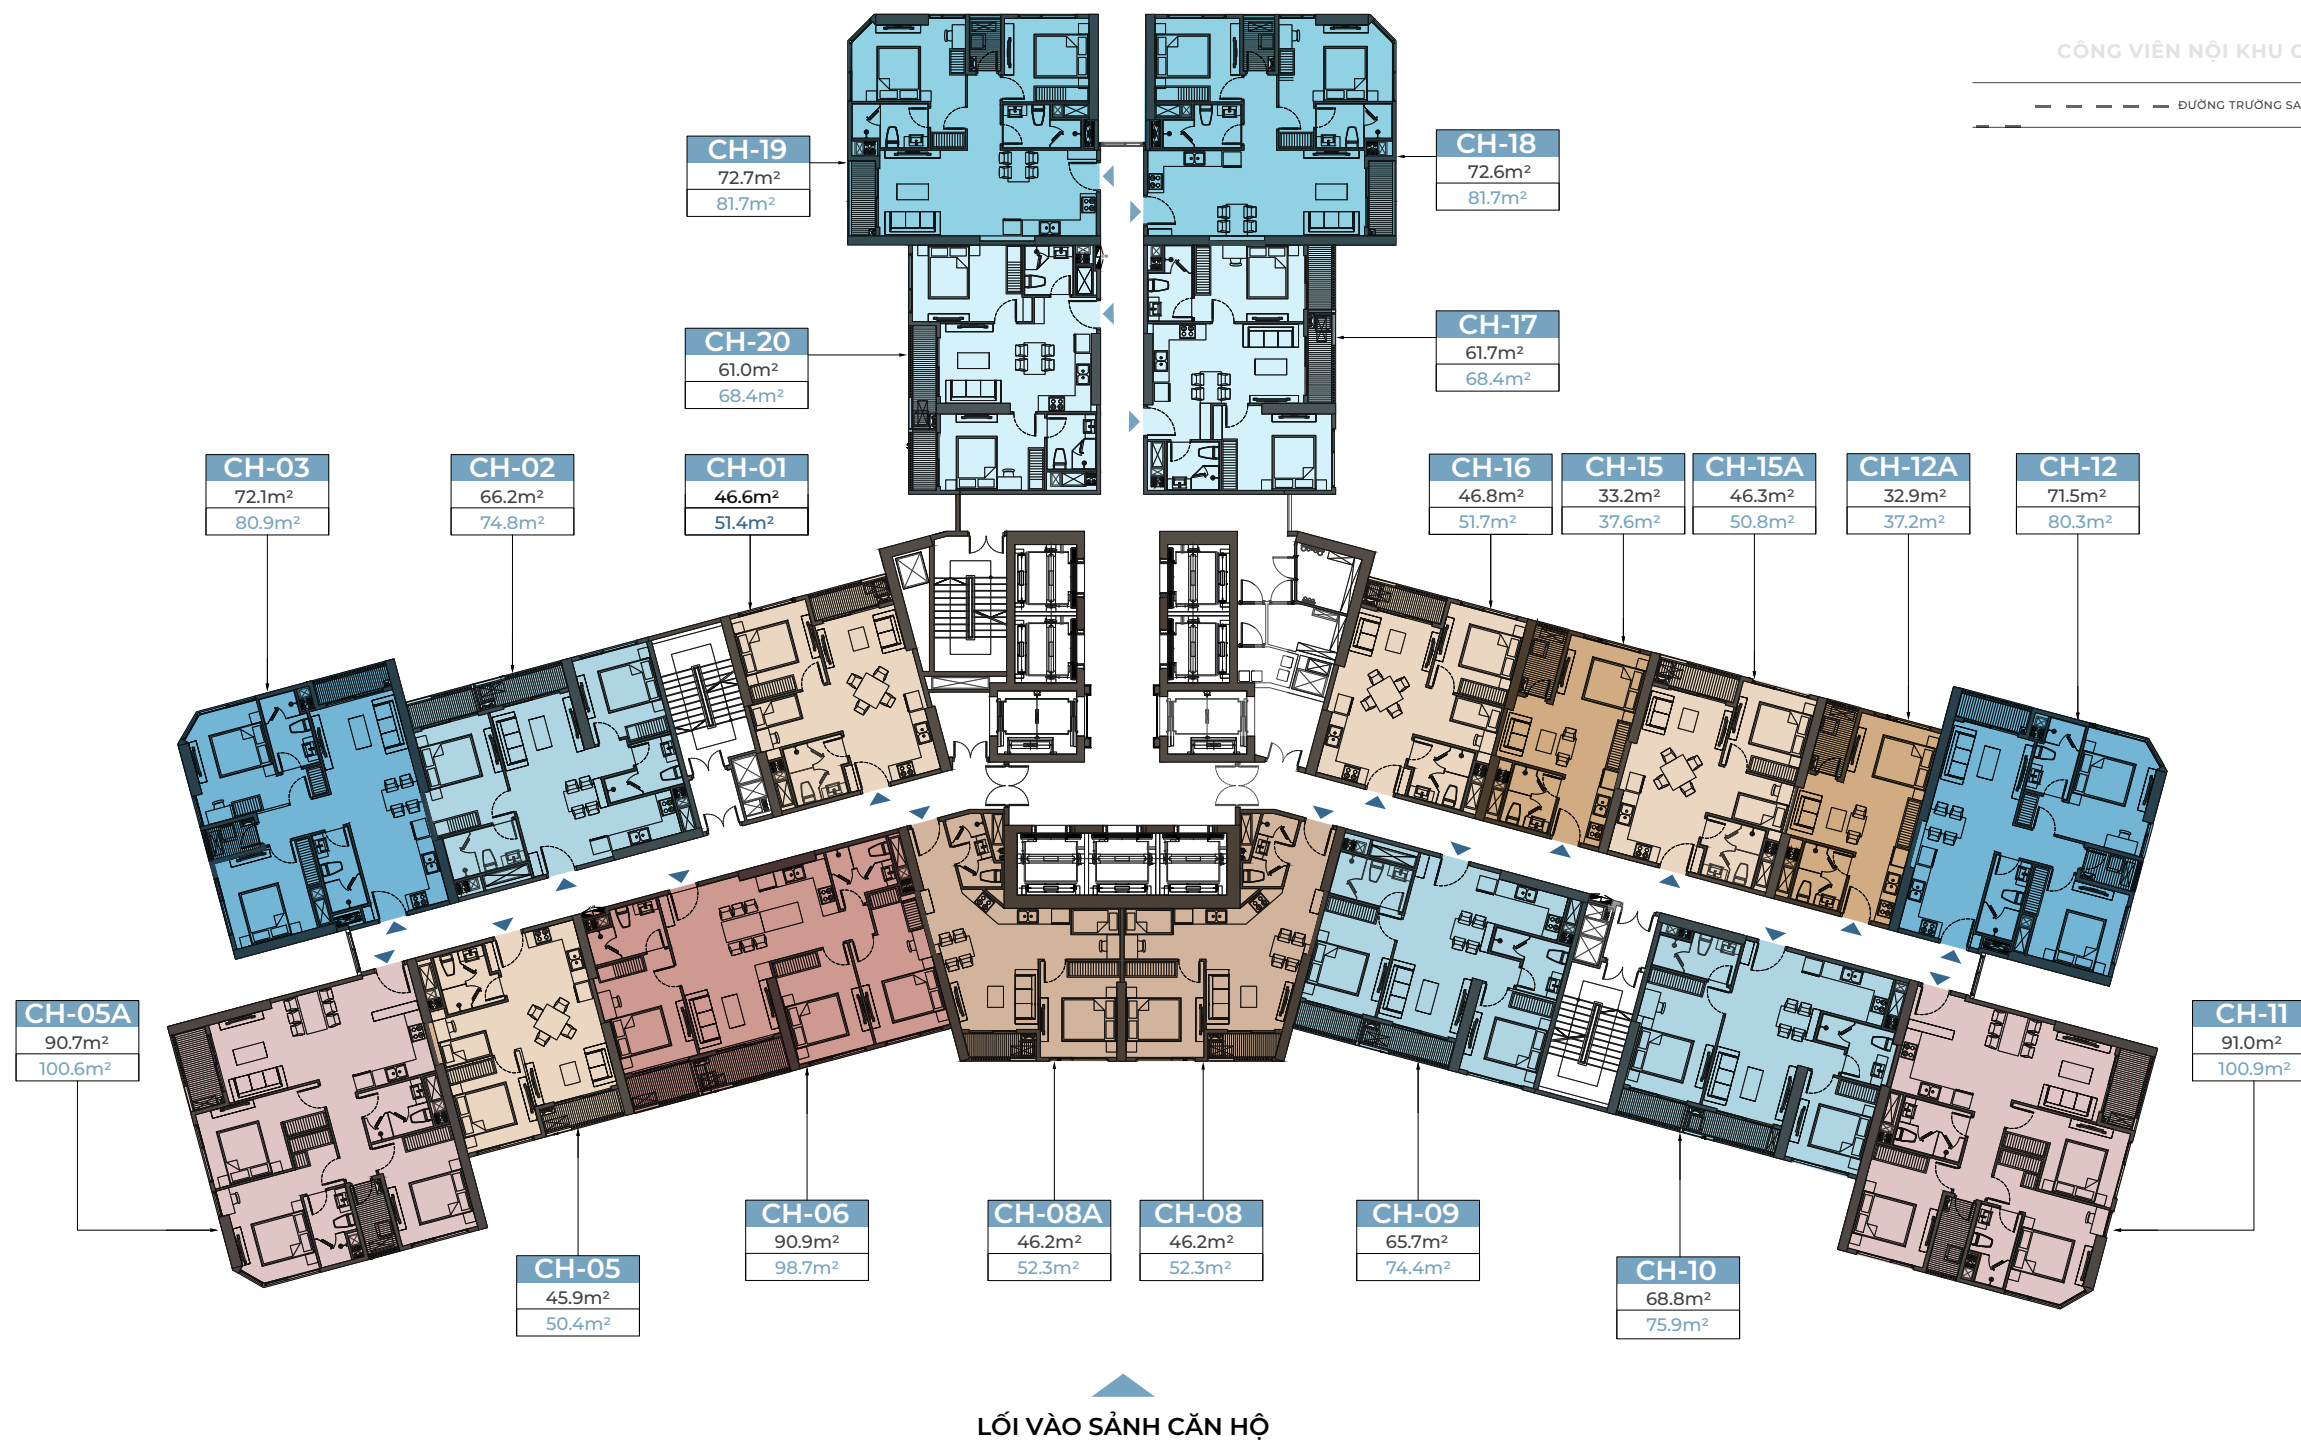 CÔNG VIÊN NỘI KHU
ĐƯỜNG TRƯỜNG SA
CH-19
72.7m²
81.7m²
CH-18
72.6m²
81.7m²
CH-20
61.0m²
68.4m²
CH-17
61.7m²
68.4m²
CH-03
72.1m²
80.9m²
CH-02
66.2m²
74.8m²
CH-01
46.6m²
51.4m²
CH-16
46.8m²
51.7m²
CH-15
33.2m²
37.6m²
CH-15A
46.3m²
50.8m²
CH-12A
32.9m²
37.2m²
CH-12
71.5m²
80.3m²
CH-05A
90.7m²
100.6m²
CH-11
91.0m²
100.9m²
CH-05
45.9m²
50.4m²
CH-06
90.9m²
98.7m²
CH-08A
46.2m²
52.3m²
CH-08
46.2m²
52.3m²
CH-09
65.7m²
74.4m²
CH-10
68.8m²
75.9m²
LỐI VÀO SẢNH CĂN HỘ